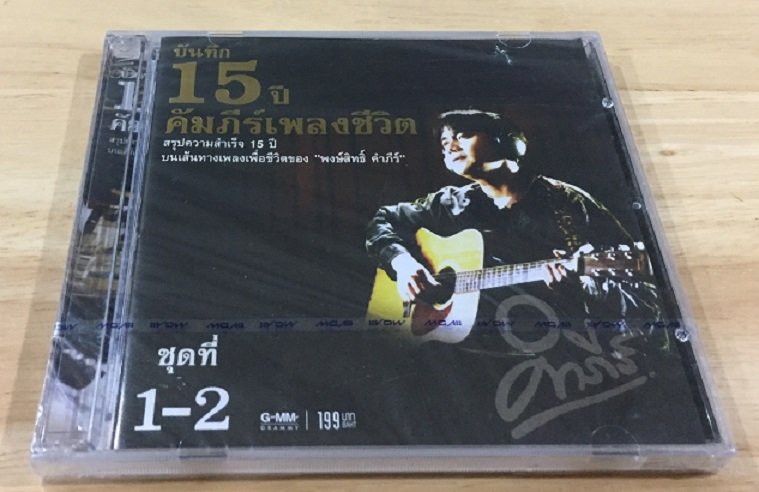 บันทึก
15 ปี
คัมภีร์เพลงชีวิต
สรุปความสำเร็จ 15 ปี
บนเส้นทางเพลงเพื่อชีวิตของ "พงษ์สิทธิ์ คำภีร์"
ชุดที่
1-2
GMM'
GRAMMY
199 บาท
BAHT